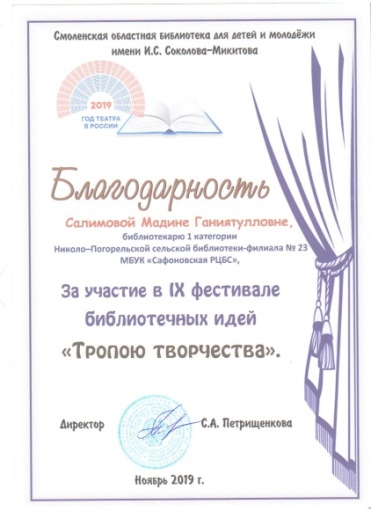 Смоленская областная библиотека для детей и молодёжи
имени И.С. Соколова-Микитова
2019
ГОД ТЕАТРА
В РОССИИ
Благодарность
Салимовой Мадине Ганиятулловне,
библиотекарю 1 категории
Николо–Погорельской сельской библиотеки-филиала № 23
МБУК «Сафоновская РЦБС»,
За участие в IX фестивале
библиотечных идей
«Тропою творчества».
Директор
С.А. Петрищенкова
Ноябрь 2019 г.